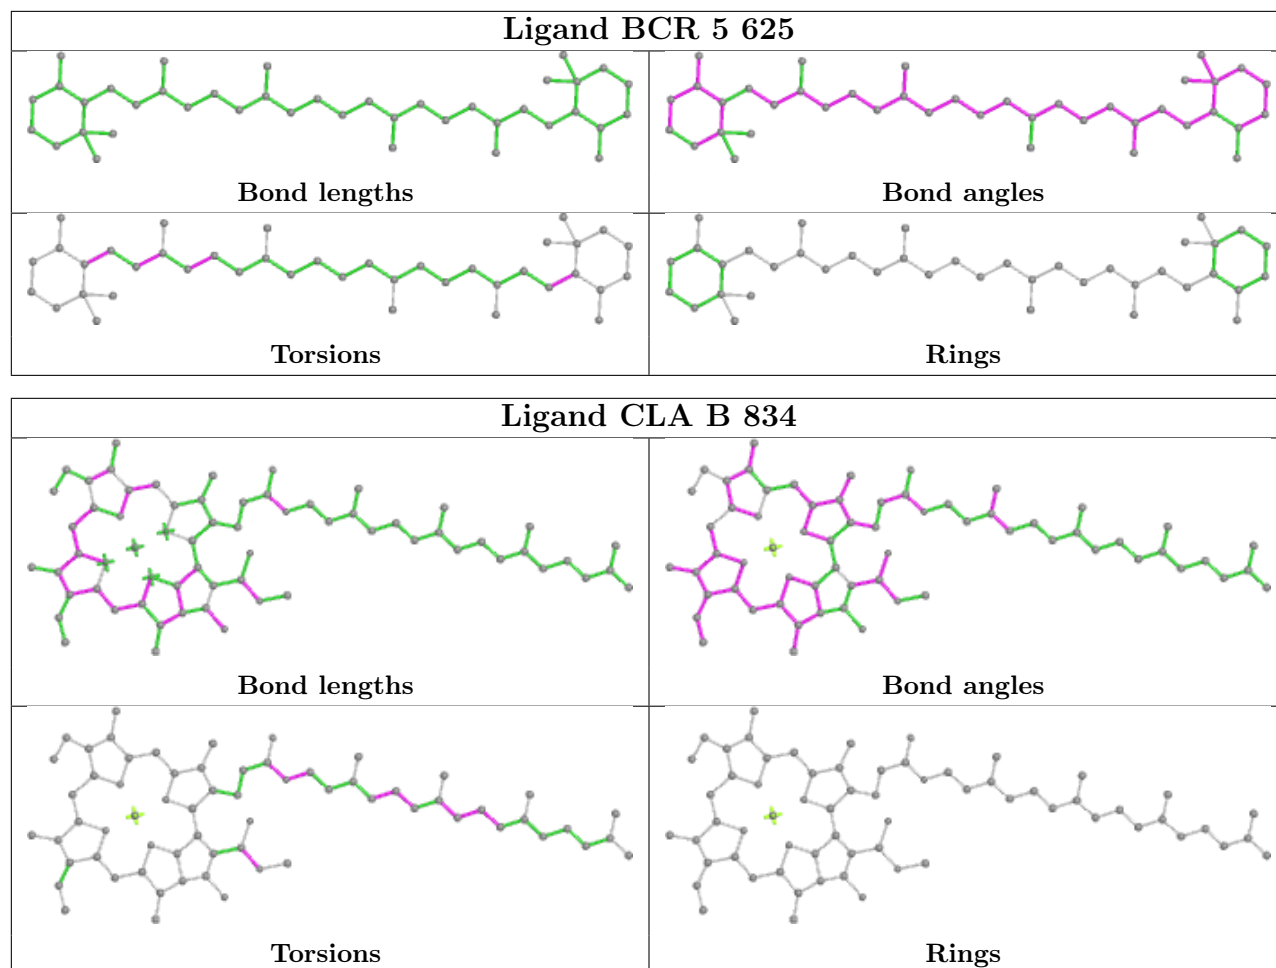 Ligand BCR 5 625
Bond lengths
Bond angles
Torsions
Rings
Ligand CLA B 834
Bond lengths
Bond angles
Torsions
Rings